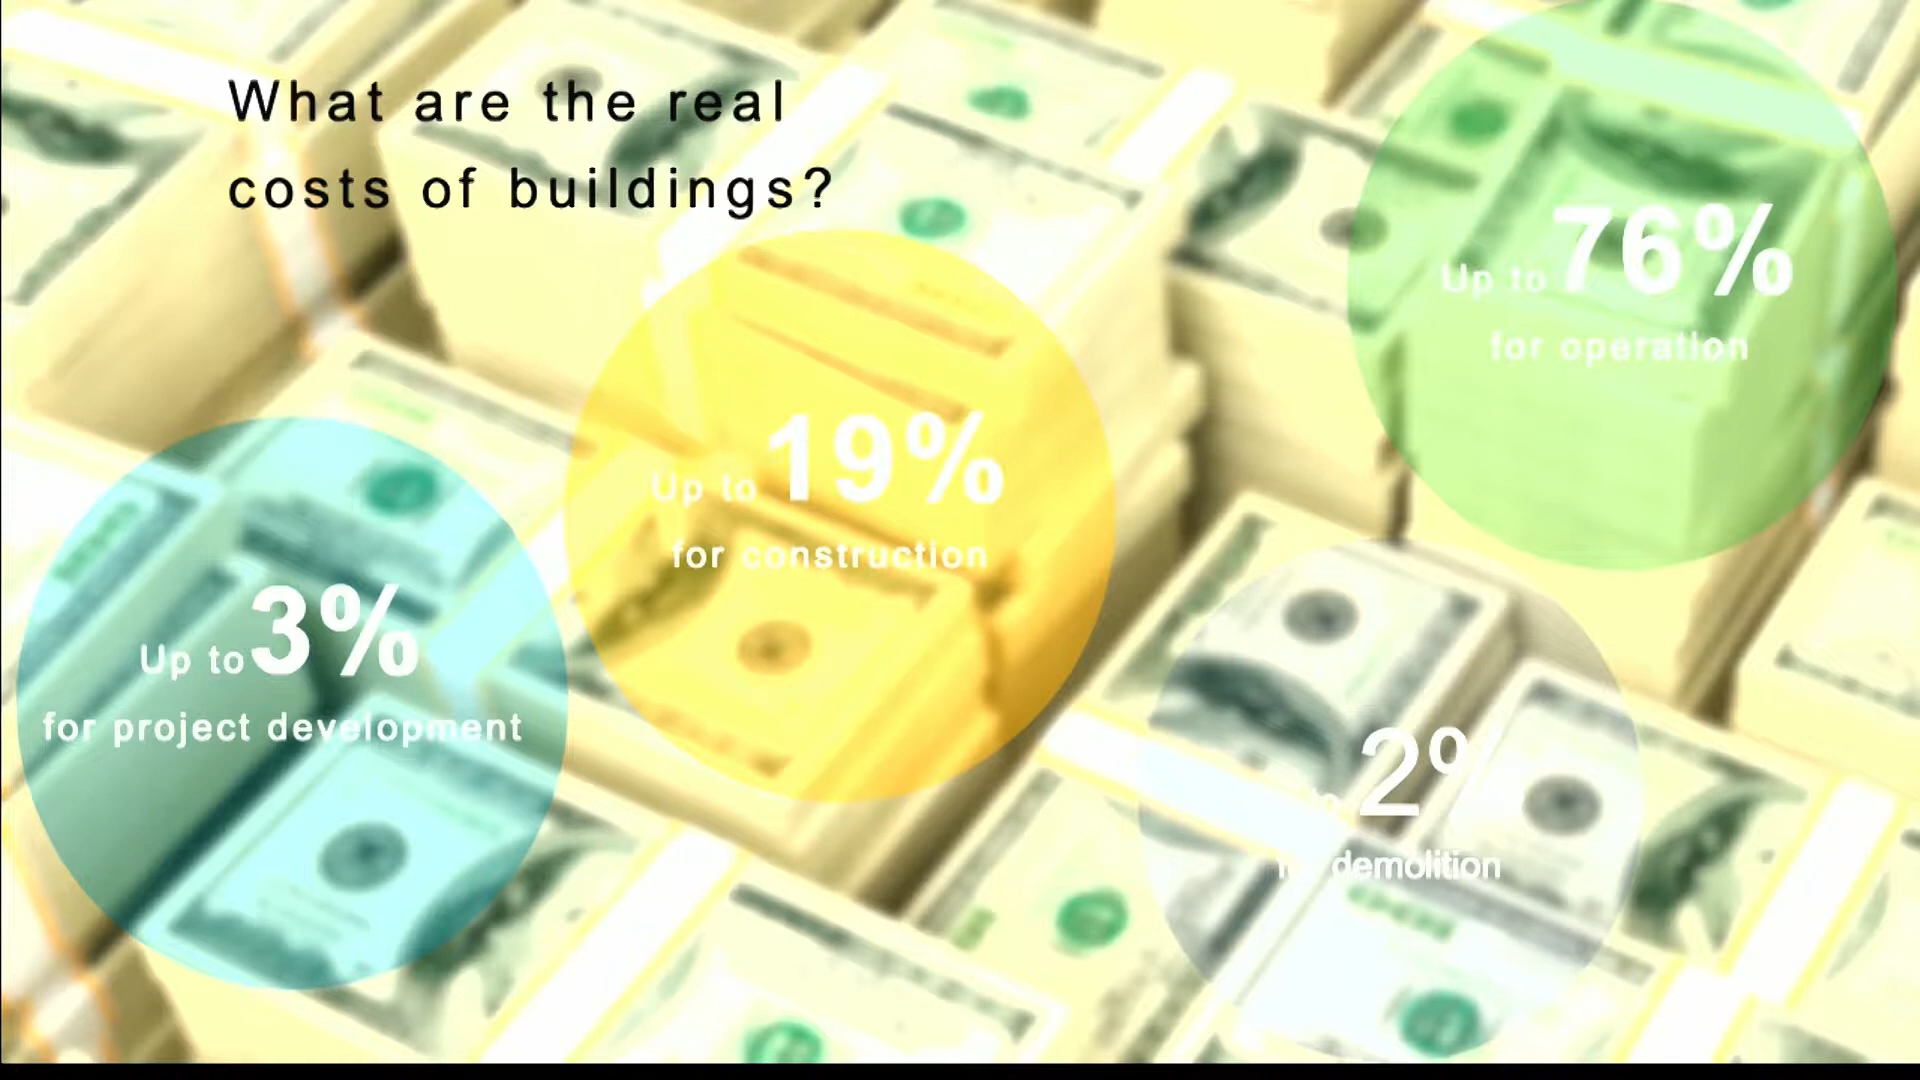 What are the real
costs of buildings?
Up to 76%
for operation
Up to 19%
for construction
Up to 3%
for project development
2%
demolition